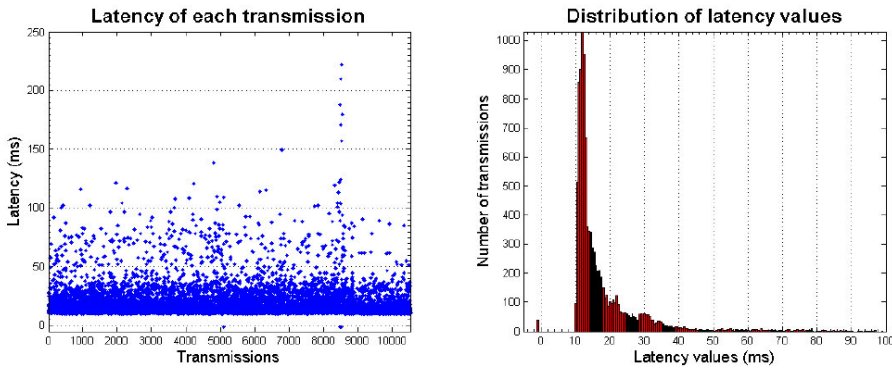 Latency of each transmission
250
200
150
100
50
0
Latency (ms)
0 1000 2000 3000 4000 5000 6000 7000 8000 9000 10000
Transmissions
Distribution of latency values
1000
900
800
700
600
500
400
300
200
100
0
Number of transmissions
0 10 20 30 40 50 60 70 80 90 100
Latency values (ms)